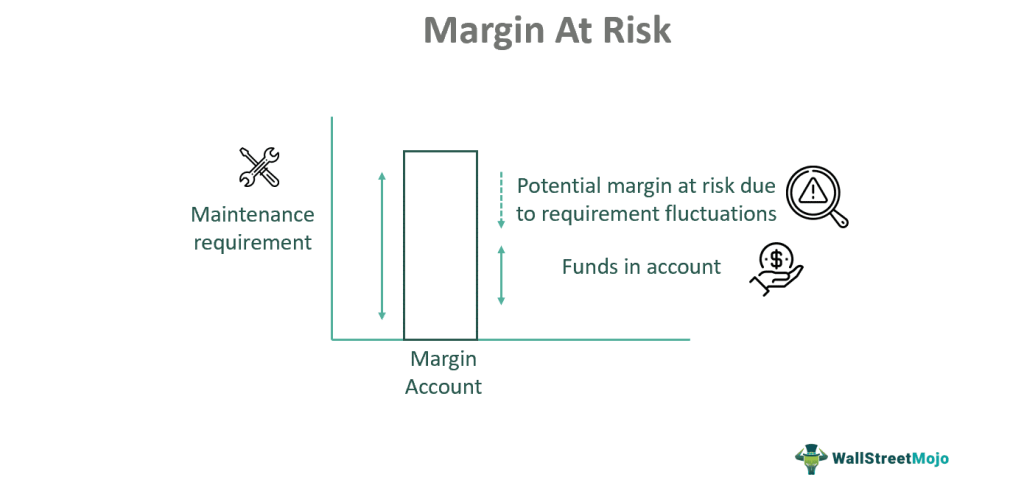 Margin At Risk
Maintenance
requirement
Potential margin at risk due
to requirement fluctuations
$
Funds in account
Margin
Account
WallStreetMojo